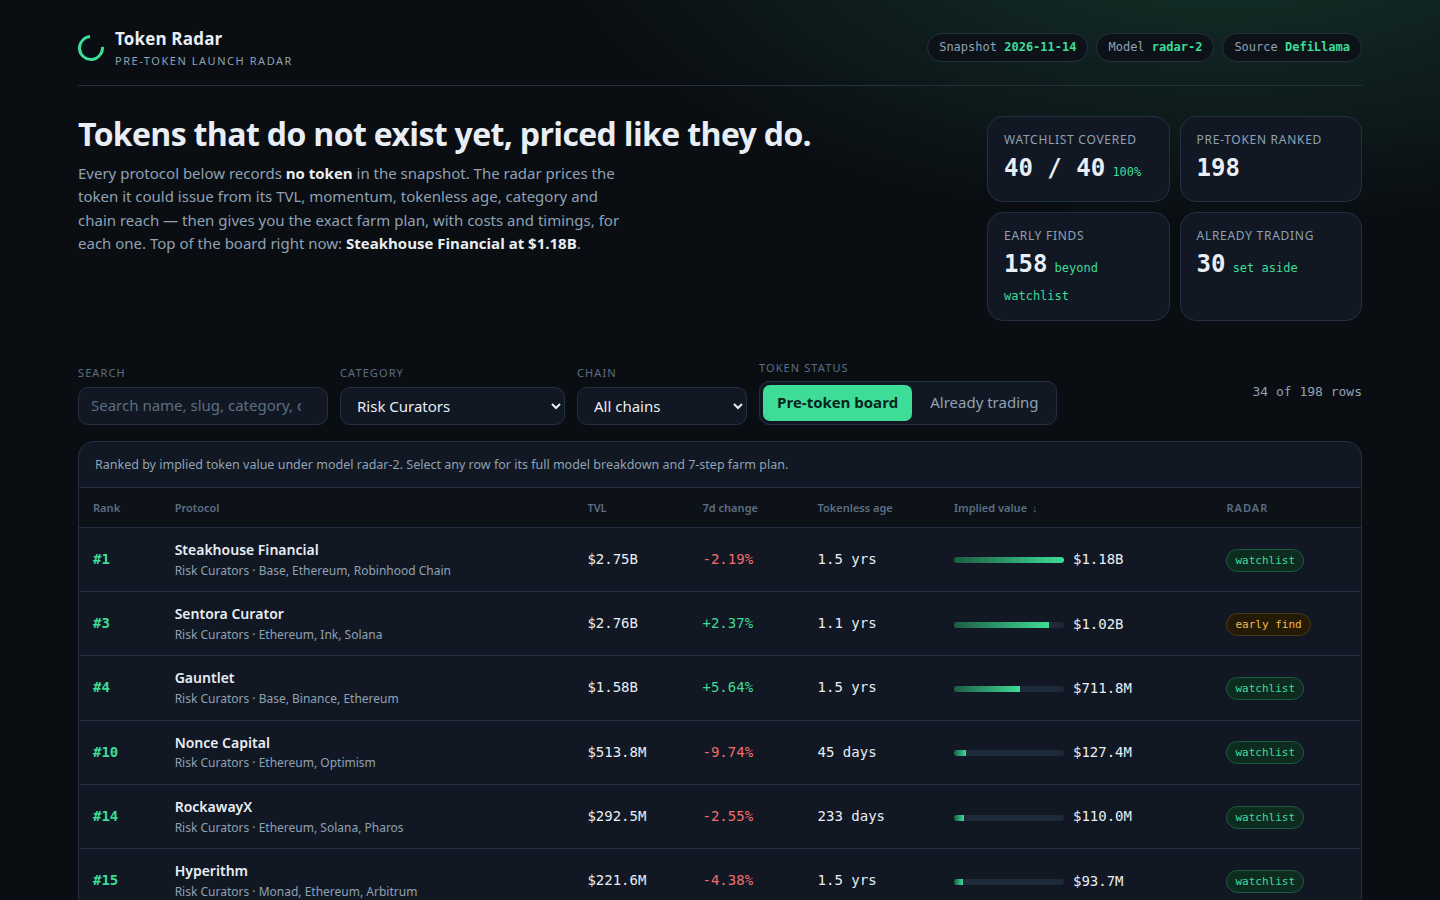 Token Radar
PRE-TOKEN LAUNCH RADAR
Snapshot 2026-11-14
Model radar-2
Source DefiLlama
Tokens that do not exist yet, priced like they do.
Every protocol below records no token in the snapshot. The radar prices the
token it could issue from its TVL, momentum, tokenless age, category and
chain reach — then gives you the exact farm plan, with costs and timings, for
each one. Top of the board right now: Steakhouse Financial at $1.18B.
WATCHLIST COVERED
40 / 40 100%
PRE-TOKEN RANKED
198
EARLY FINDS
158 beyond
watchlist
ALREADY TRADING
30 set aside
SEARCH
Search name, slug, category, c
CATEGORY
Risk Curators
CHAIN
All chains
TOKEN STATUS
Pre-token board
Already trading
34 of 198 rows
Ranked by implied token value under model radar-2. Select any row for its full model breakdown and 7-step farm plan.
Rank Protocol TVL 7d change Tokenless age Implied value ↓ RADAR
#1 Steakhouse Financial $2.75B -2.19% 1.5 yrs $1.18B watchlist
Risk Curators · Base, Ethereum, Robinhood Chain
#3 Sentora Curator $2.76B +2.37% 1.1 yrs $1.02B early find
Risk Curators · Ethereum, Ink, Solana
#4 Gauntlet $1.58B +5.64% 1.5 yrs $711.8M watchlist
Risk Curators · Base, Binance, Ethereum
#10 Nonce Capital $513.8M -9.74% 45 days $127.4M watchlist
Risk Curators · Ethereum, Optimism
#14 RockawayX $292.5M -2.55% 233 days $110.0M watchlist
Risk Curators · Ethereum, Solana, Pharos
#15 Hyperithm $221.6M -4.38% 1.5 yrs $93.7M watchlist
Risk Curators · Monad, Ethereum, Arbitrum